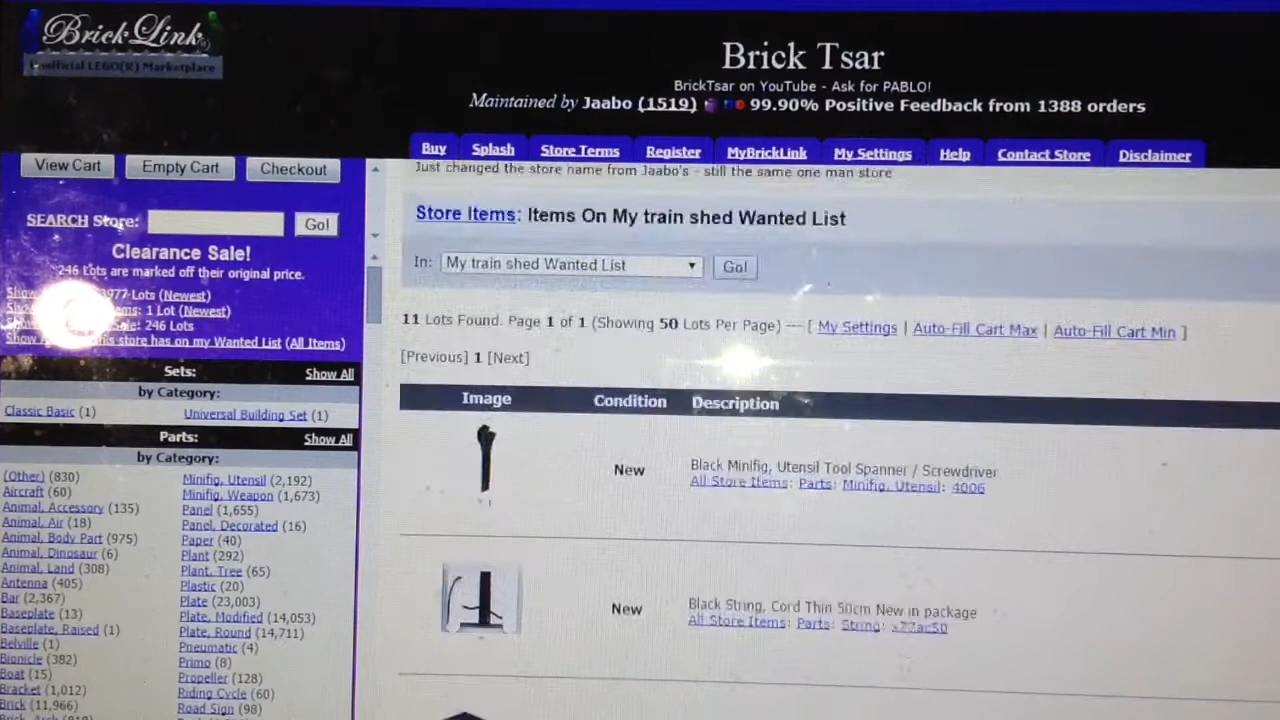 BrickLink
Unofficial LEGO(R) Marketplace
Brick Tsar
BrickTsar on YouTube - Ask for PABLO!
Maintained by Jaabo (1519) 99.90% Positive Feedback from 1388 orders
Buy Splash Store Terms Register MyBrickLink My Settings Help Contact Store Disclaimer
View Cart Empty Cart Checkout
SEARCH Store: Go!
Clearance Sale!
246 Lots are marked off their original price.
Show 3977 Lots (Newest)
Show : 1 Lot (Newest)
Show Sale: 246 Lots
Show this store has on my Wanted List (All Items)
Sets: Show All
by Category:
Classic Basic (1) Universal Building Set (1)
Parts: Show All
by Category:
(Other) (830)
Aircraft (60)
Animal, Accessory (135)
Animal, Air (18)
Animal, Body Part (975)
Animal, Dinosaur (6)
Animal, Land (308)
Antenna (405)
Bar (2,367)
Baseplate (13)
Baseplate, Raised (1)
Belville (1)
Bionicle (382)
Boat (15)
Bracket (1,012)
Brick (11,966)
Minifig, Utensil (2,192)
Minifig, Weapon (1,673)
Panel (1,655)
Panel, Decorated (16)
Paper (40)
Plant (292)
Plant, Tree (65)
Plastic (20)
Plate (23,003)
Plate, Modified (14,053)
Plate, Round (14,711)
Pneumatic (4)
Primo (8)
Propeller (128)
Riding Cycle (60)
Road Sign (98)
Just changed the store name from Jaabo's - still the same one man store
Store Items: Items On My train shed Wanted List
In: My train shed Wanted List Go!
11 Lots Found. Page 1 of 1 (Showing 50 Lots Per Page) --- [ My Settings | Auto-Fill Cart Max | Auto-Fill Cart Min ]
[Previous] 1 [Next]
Image Condition Description
New
Black Minifig, Utensil Tool Spanner / Screwdriver
All Store Items: Parts: Minifig, Utensil: 4006
New
Black String, Cord Thin 50cm New in package
All Store Items: Parts: String: x77ac50